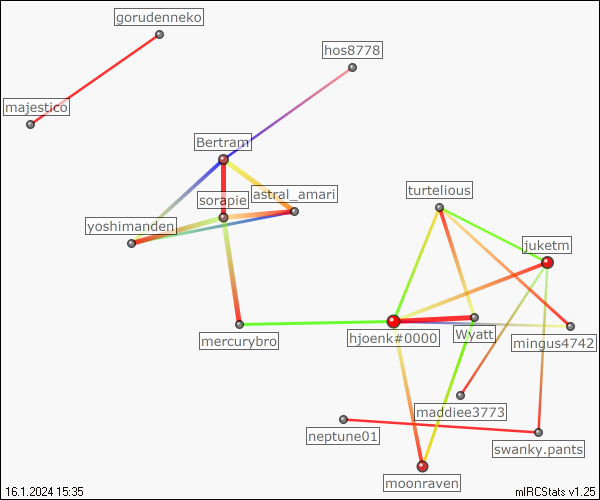 gorudenneko
hos8778
majestico
Bertram
astral_amari
sorapie
turtelious
yoshimanden
juketm
mercurybro
hjoenk#0000
Wyatt
mingus4742
maddiee3773
neptune01
swanky.pants
moonraven
16.1.2024 15:35
mIRCStats v1.25